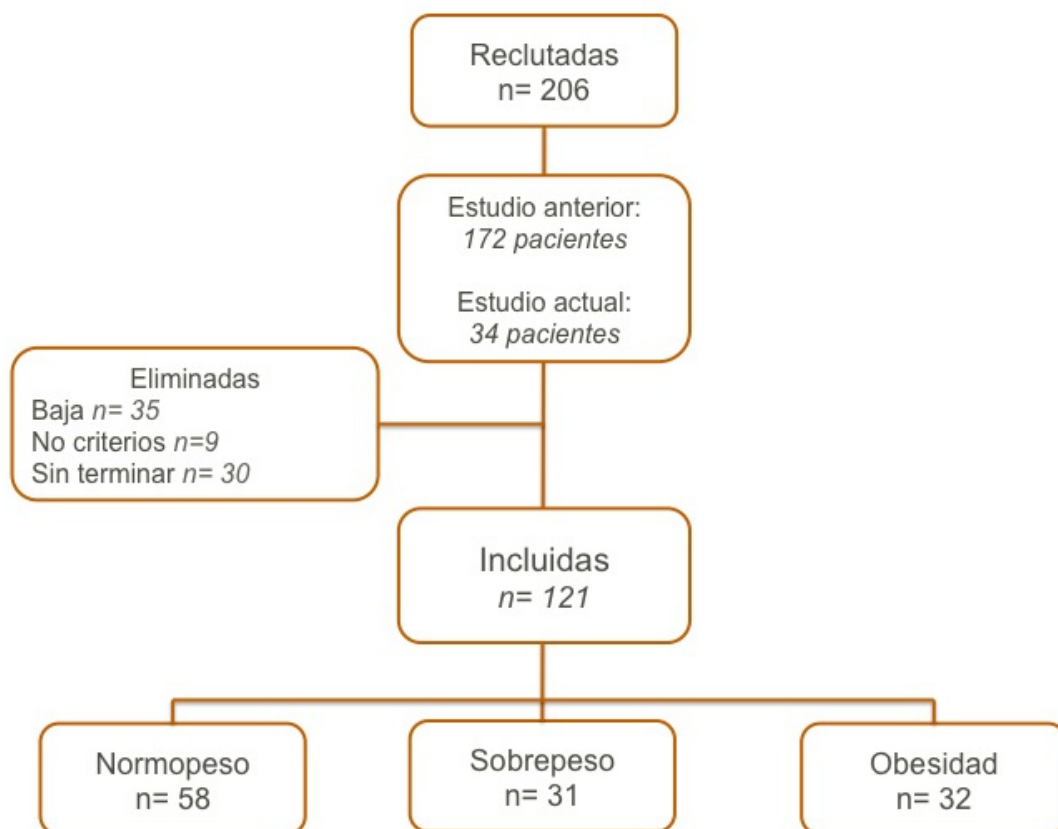 Reclutadas
n= 206
Estudio anterior:
172 pacientes
Estudio actual:
34 pacientes
Eliminadas
Baja n= 35
No criterios n=9
Sin terminar n= 30
Incluidas
n= 121
Normopeso
n= 58
Sobrepeso
n= 31
Obesidad
n= 32